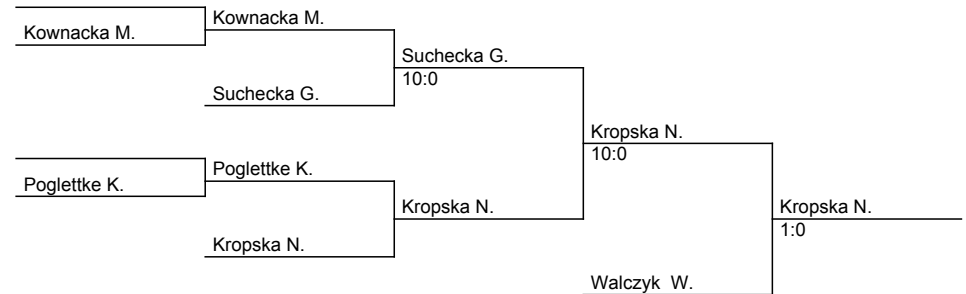 Kownacka M.
Kownacka M.
Suchecka G.
10:0
Suchecka G.
Kropska N.
10:0
Poglettke K.
Poglettke K.
Kropska N.
Kropska N.
1:0
Kropska N.
Walczyk W.